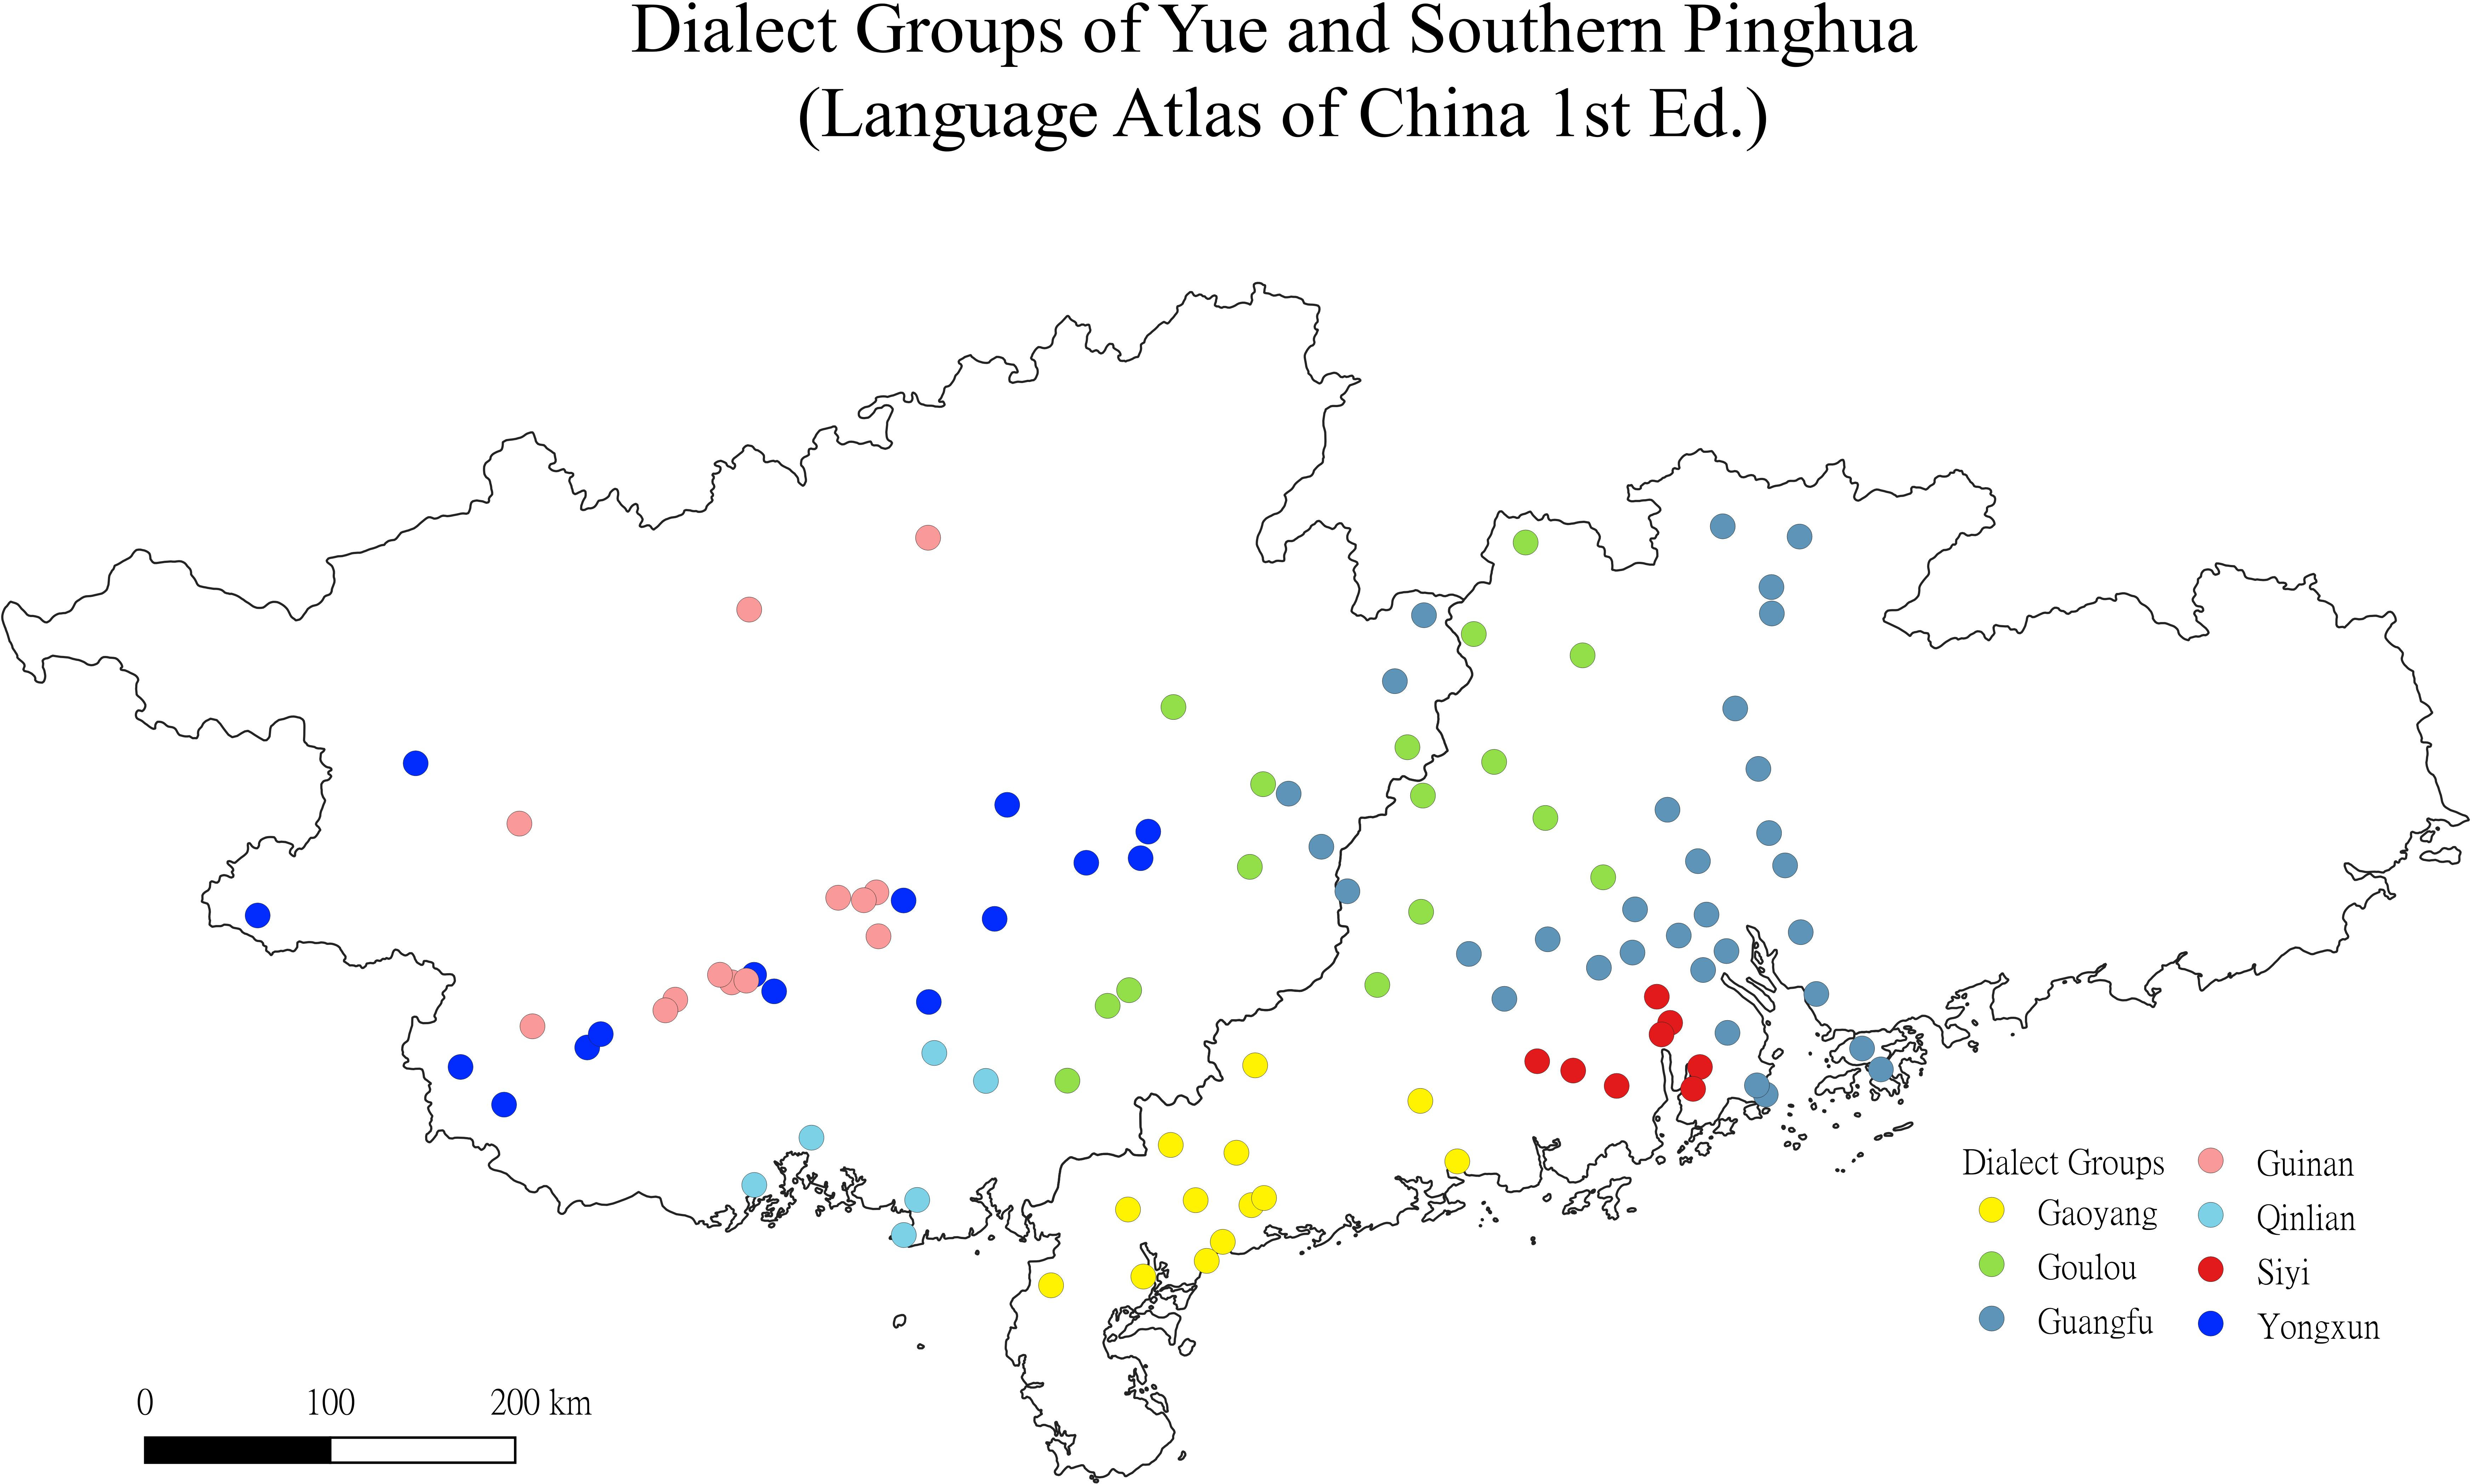 Dialect Groups of Yue and Southern Pinghua
(Language Atlas of China 1st Ed.)
Dialect Groups
Gaoyang
Goulou
Guangfu
Guinan
Qinlian
Siyi
Yongxun
0 100 200 km